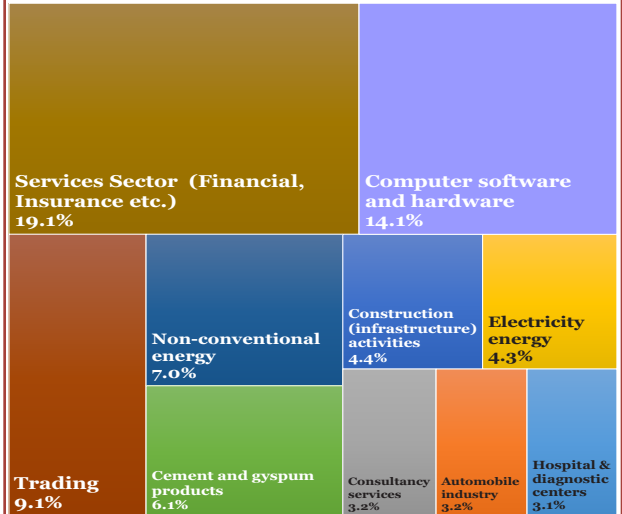 Services Sector (Financial,
Insurance etc.)
19.1%
Computer software
and hardware
14.1%
Trading
9.1%
Non-conventional
energy
7.0%
Cement and gyspum
products
6.1%
Construction
(infrastructure)
activities
4.4%
Electricity
energy
4.3%
Consultancy
services
3.2%
Automobile
industry
3.2%
Hospital &
diagnostic
centers
3.1%